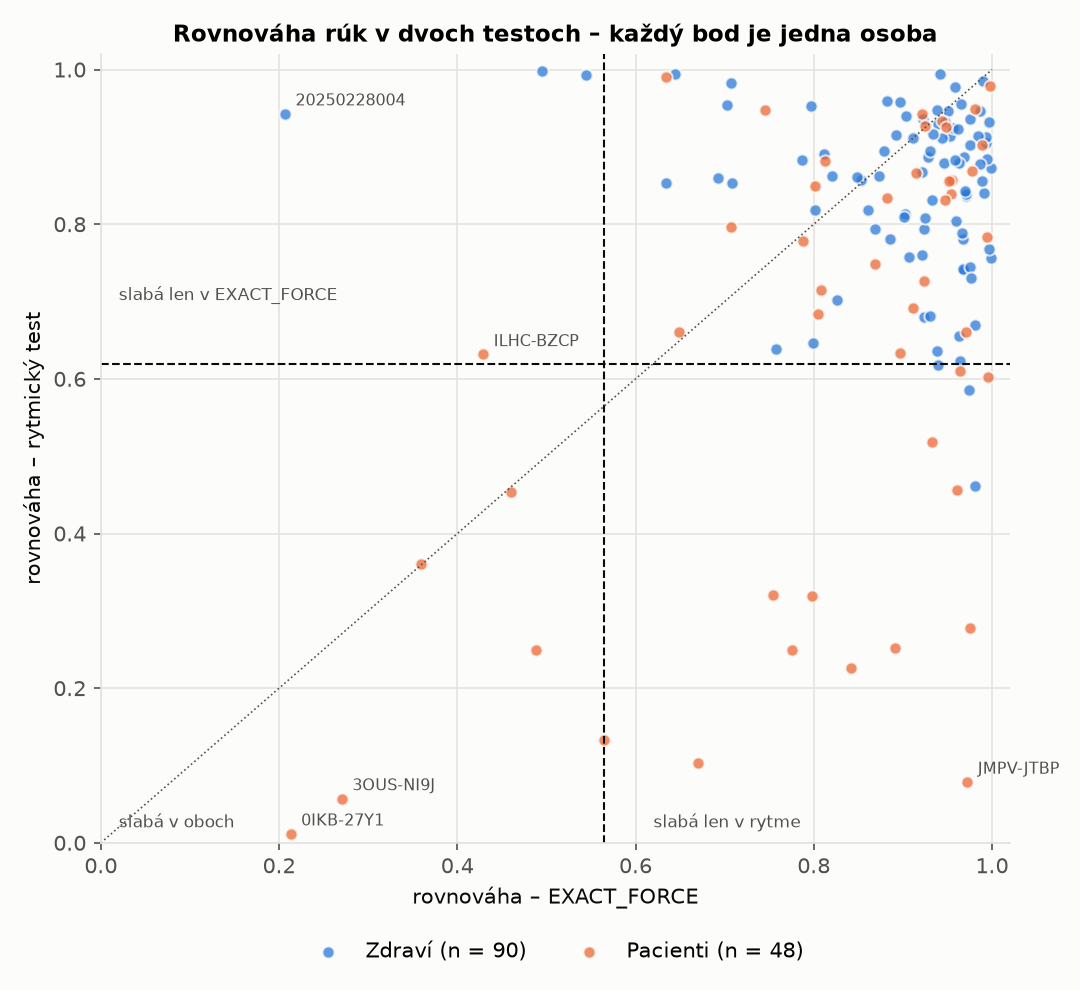 Rovnováha rúk v dvoch testoch – každý bod je jedna osoba
1.0
0.8
0.6
0.4
0.2
0.0
rovnováha – rytmický test
20250228004
slabá len v EXACT_FORCE
ILHC-BZCP
JMPV-JTBP
3OUS-NI9J
0IKB-27Y1
slabá v oboch
slabá len v rytme
0.0 0.2 0.4 0.6 0.8 1.0
rovnováha – EXACT_FORCE
Zdraví (n = 90) Pacienti (n = 48)